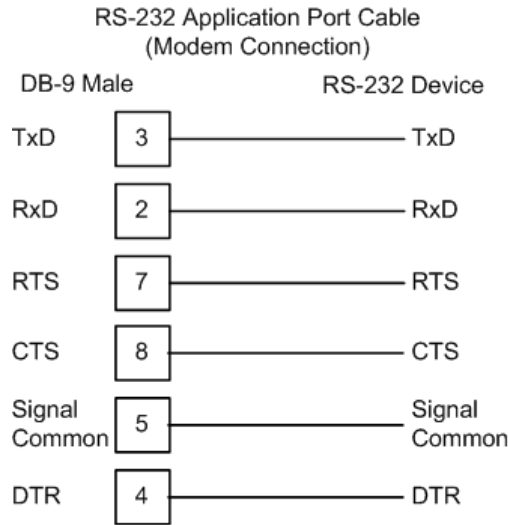 RS-232 Application Port Cable
(Modem Connection)
DB-9 Male RS-232 Device
TxD 3 TxD
RxD 2 RxD
RTS 7 RTS
CTS 8 CTS
Signal Common 5 Signal Common
DTR 4 DTR